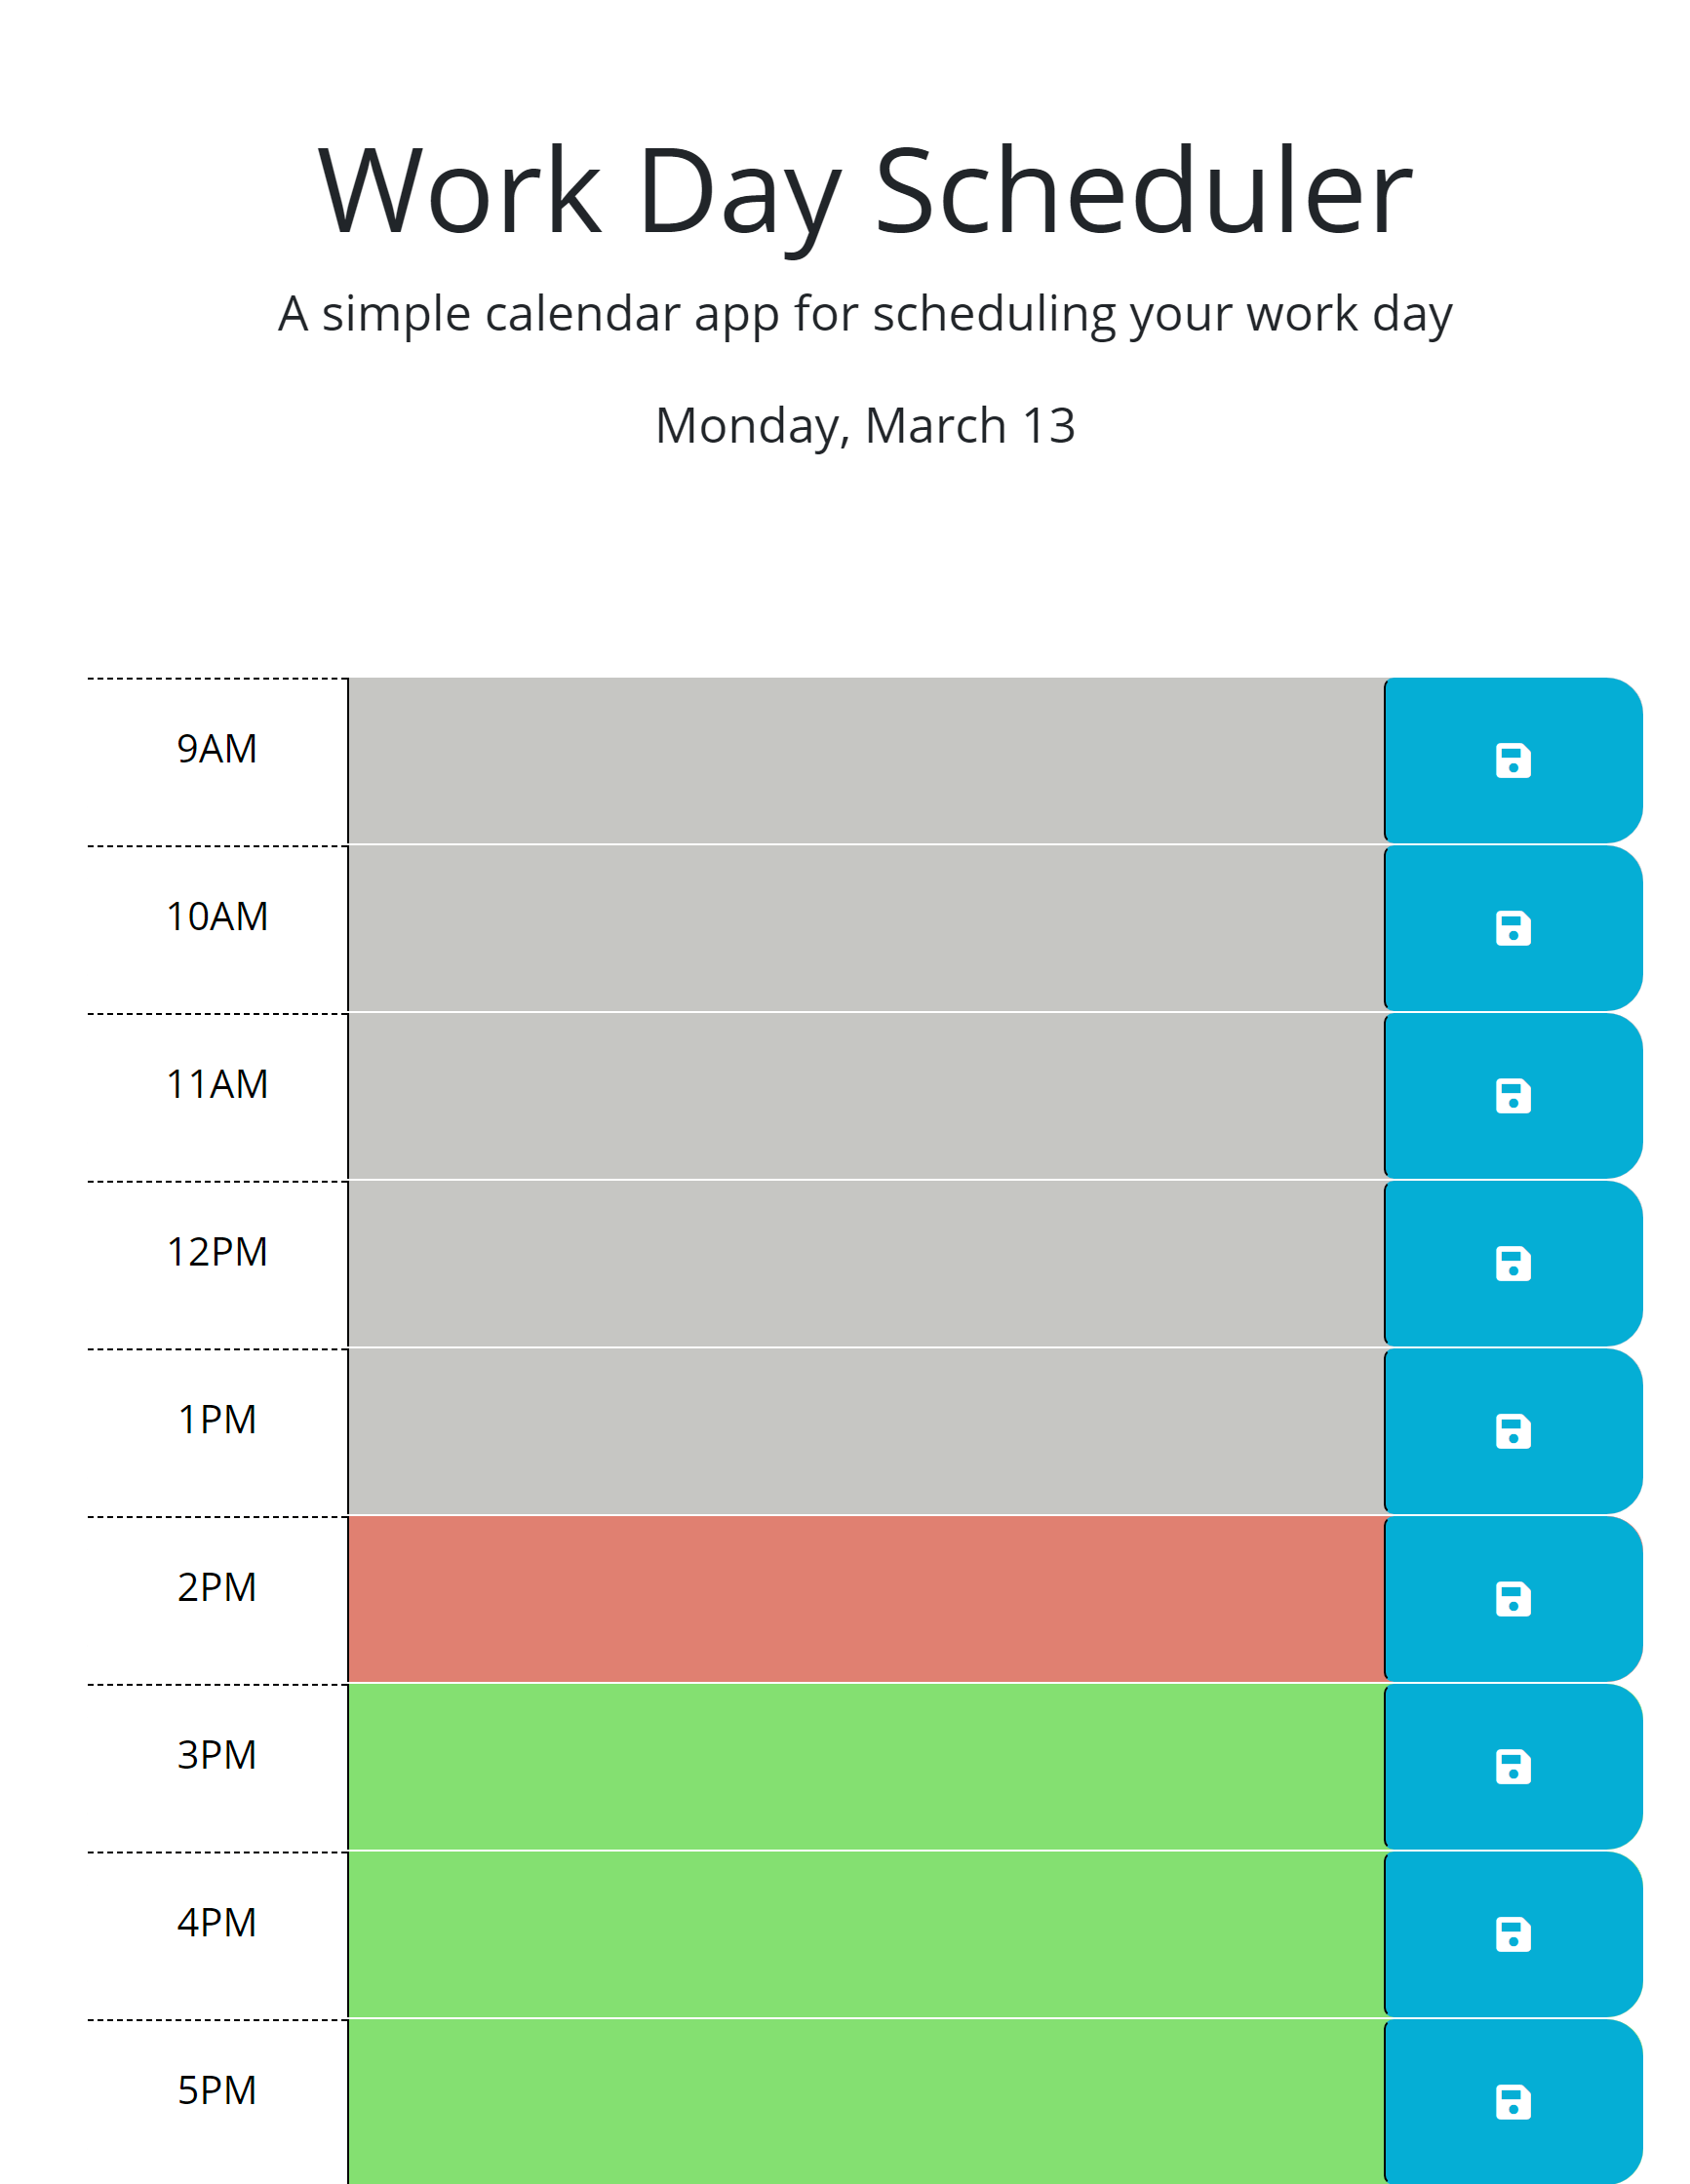 Work Day Scheduler
A simple calendar app for scheduling your work day
Monday, March 13
9AM
10AM
11AM
12PM
1PM
2PM
3PM
4PM
5PM